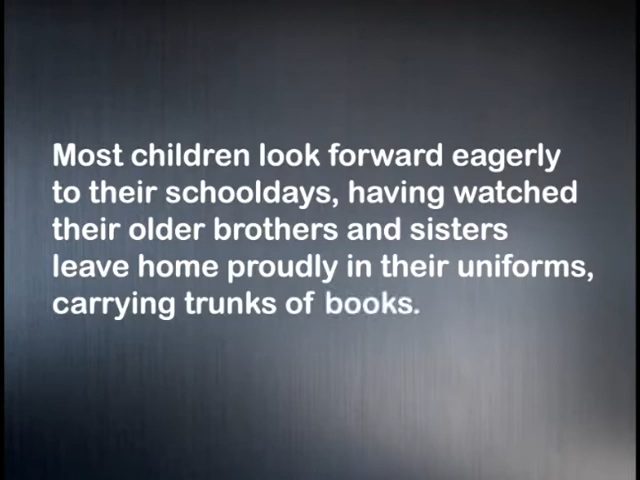 Most children look forward eagerly
to their schooldays, having watched
their older brothers and sisters
leave home proudly in their uniforms,
carrying trunks of books.